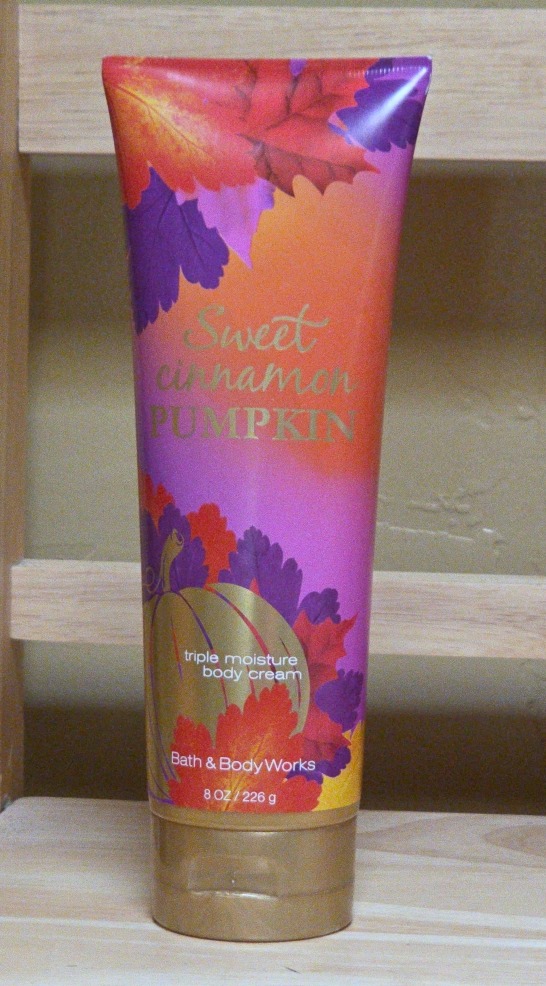 Sweet
cinnamon
PUMPKIN
triple moisture
body cream
Bath & Body Works
8 OZ / 226 g